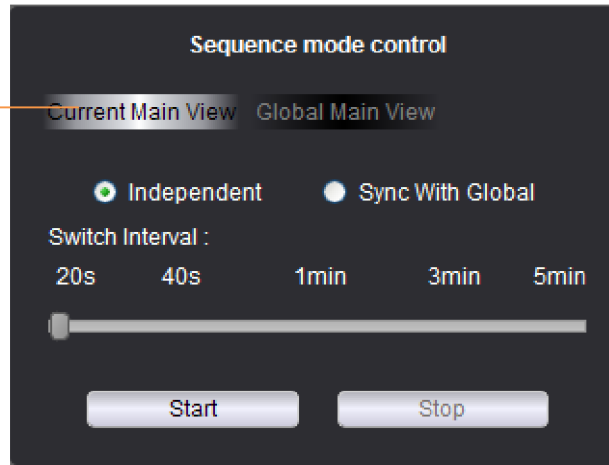 Sequence mode control
Current Main View Global Main View
Independent Sync With Global
Switch Interval :
20s 40s 1min 3min 5min
Start Stop